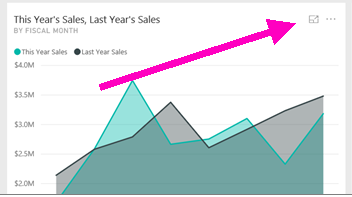 This Year's Sales, Last Year's Sales
BY FISCAL MONTH
This Year Sales Last Year Sales
$4.0M
$3.5M
$3.0M
$2.5M
$2.0M